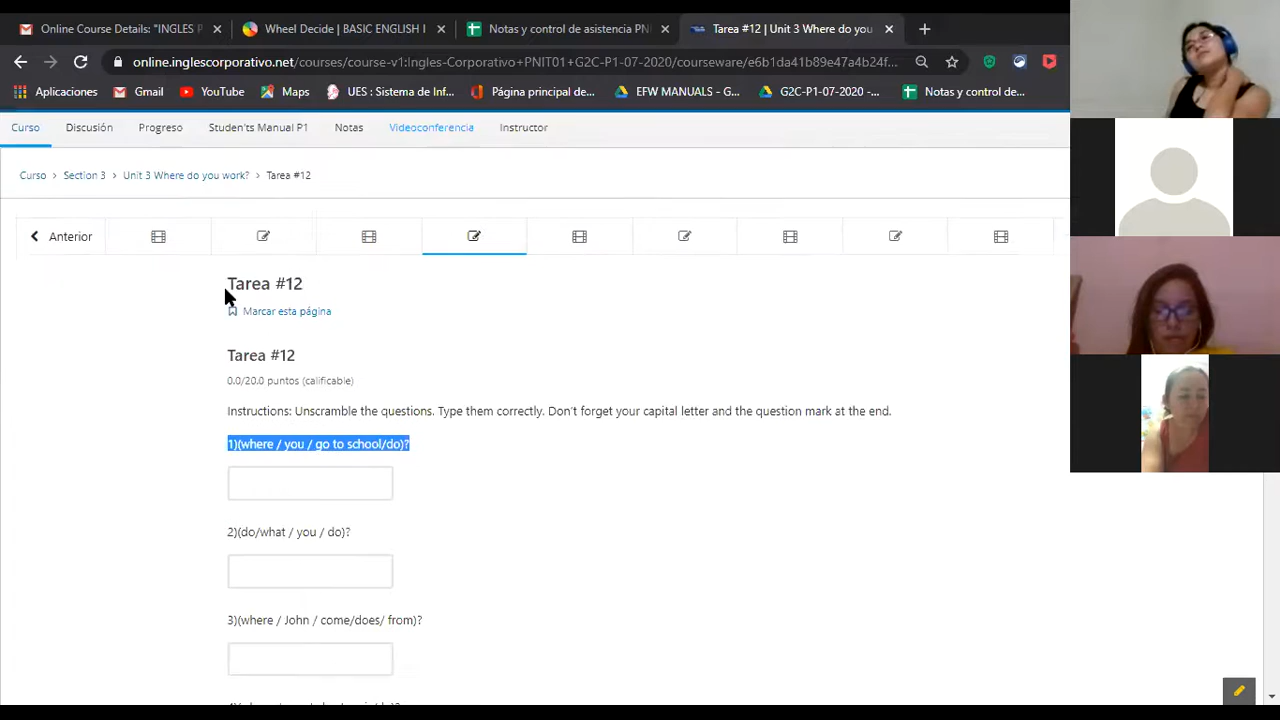 Online Course Details: "INGLES P
Wheel Decide | BASIC ENGLISH I
Notas y control de asistencia PNI
Tarea #12 | Unit 3 Where do you
online.inglescorporativo.net/courses/course-v1:Ingles-Corporativo+PNIT01+G2C-P1-07-2020/courseware/e6b1da41b89e47a4b24f...
Aplicaciones
Gmail
YouTube
Maps
UES : Sistema de Inf...
Página principal de...
EFW MANUALS - G...
G2C-P1-07-2020 -...
Notas y control de...
Curso
Discusión
Progreso
Studen'ts Manual P1
Notas
Videoconferencia
Instructor
Curso > Section 3 > Unit 3 Where do you work? > Tarea #12
Anterior
Tarea #12
Marcar esta página
Tarea #12
0.0/20.0 puntos (calificable)
Instructions: Unscramble the questions. Type them correctly. Don't forget your capital letter and the question mark at the end.
1)(where / you / go to school/do)?
2)(do/what / you / do)?
3)(where / John / come/does/ from)?